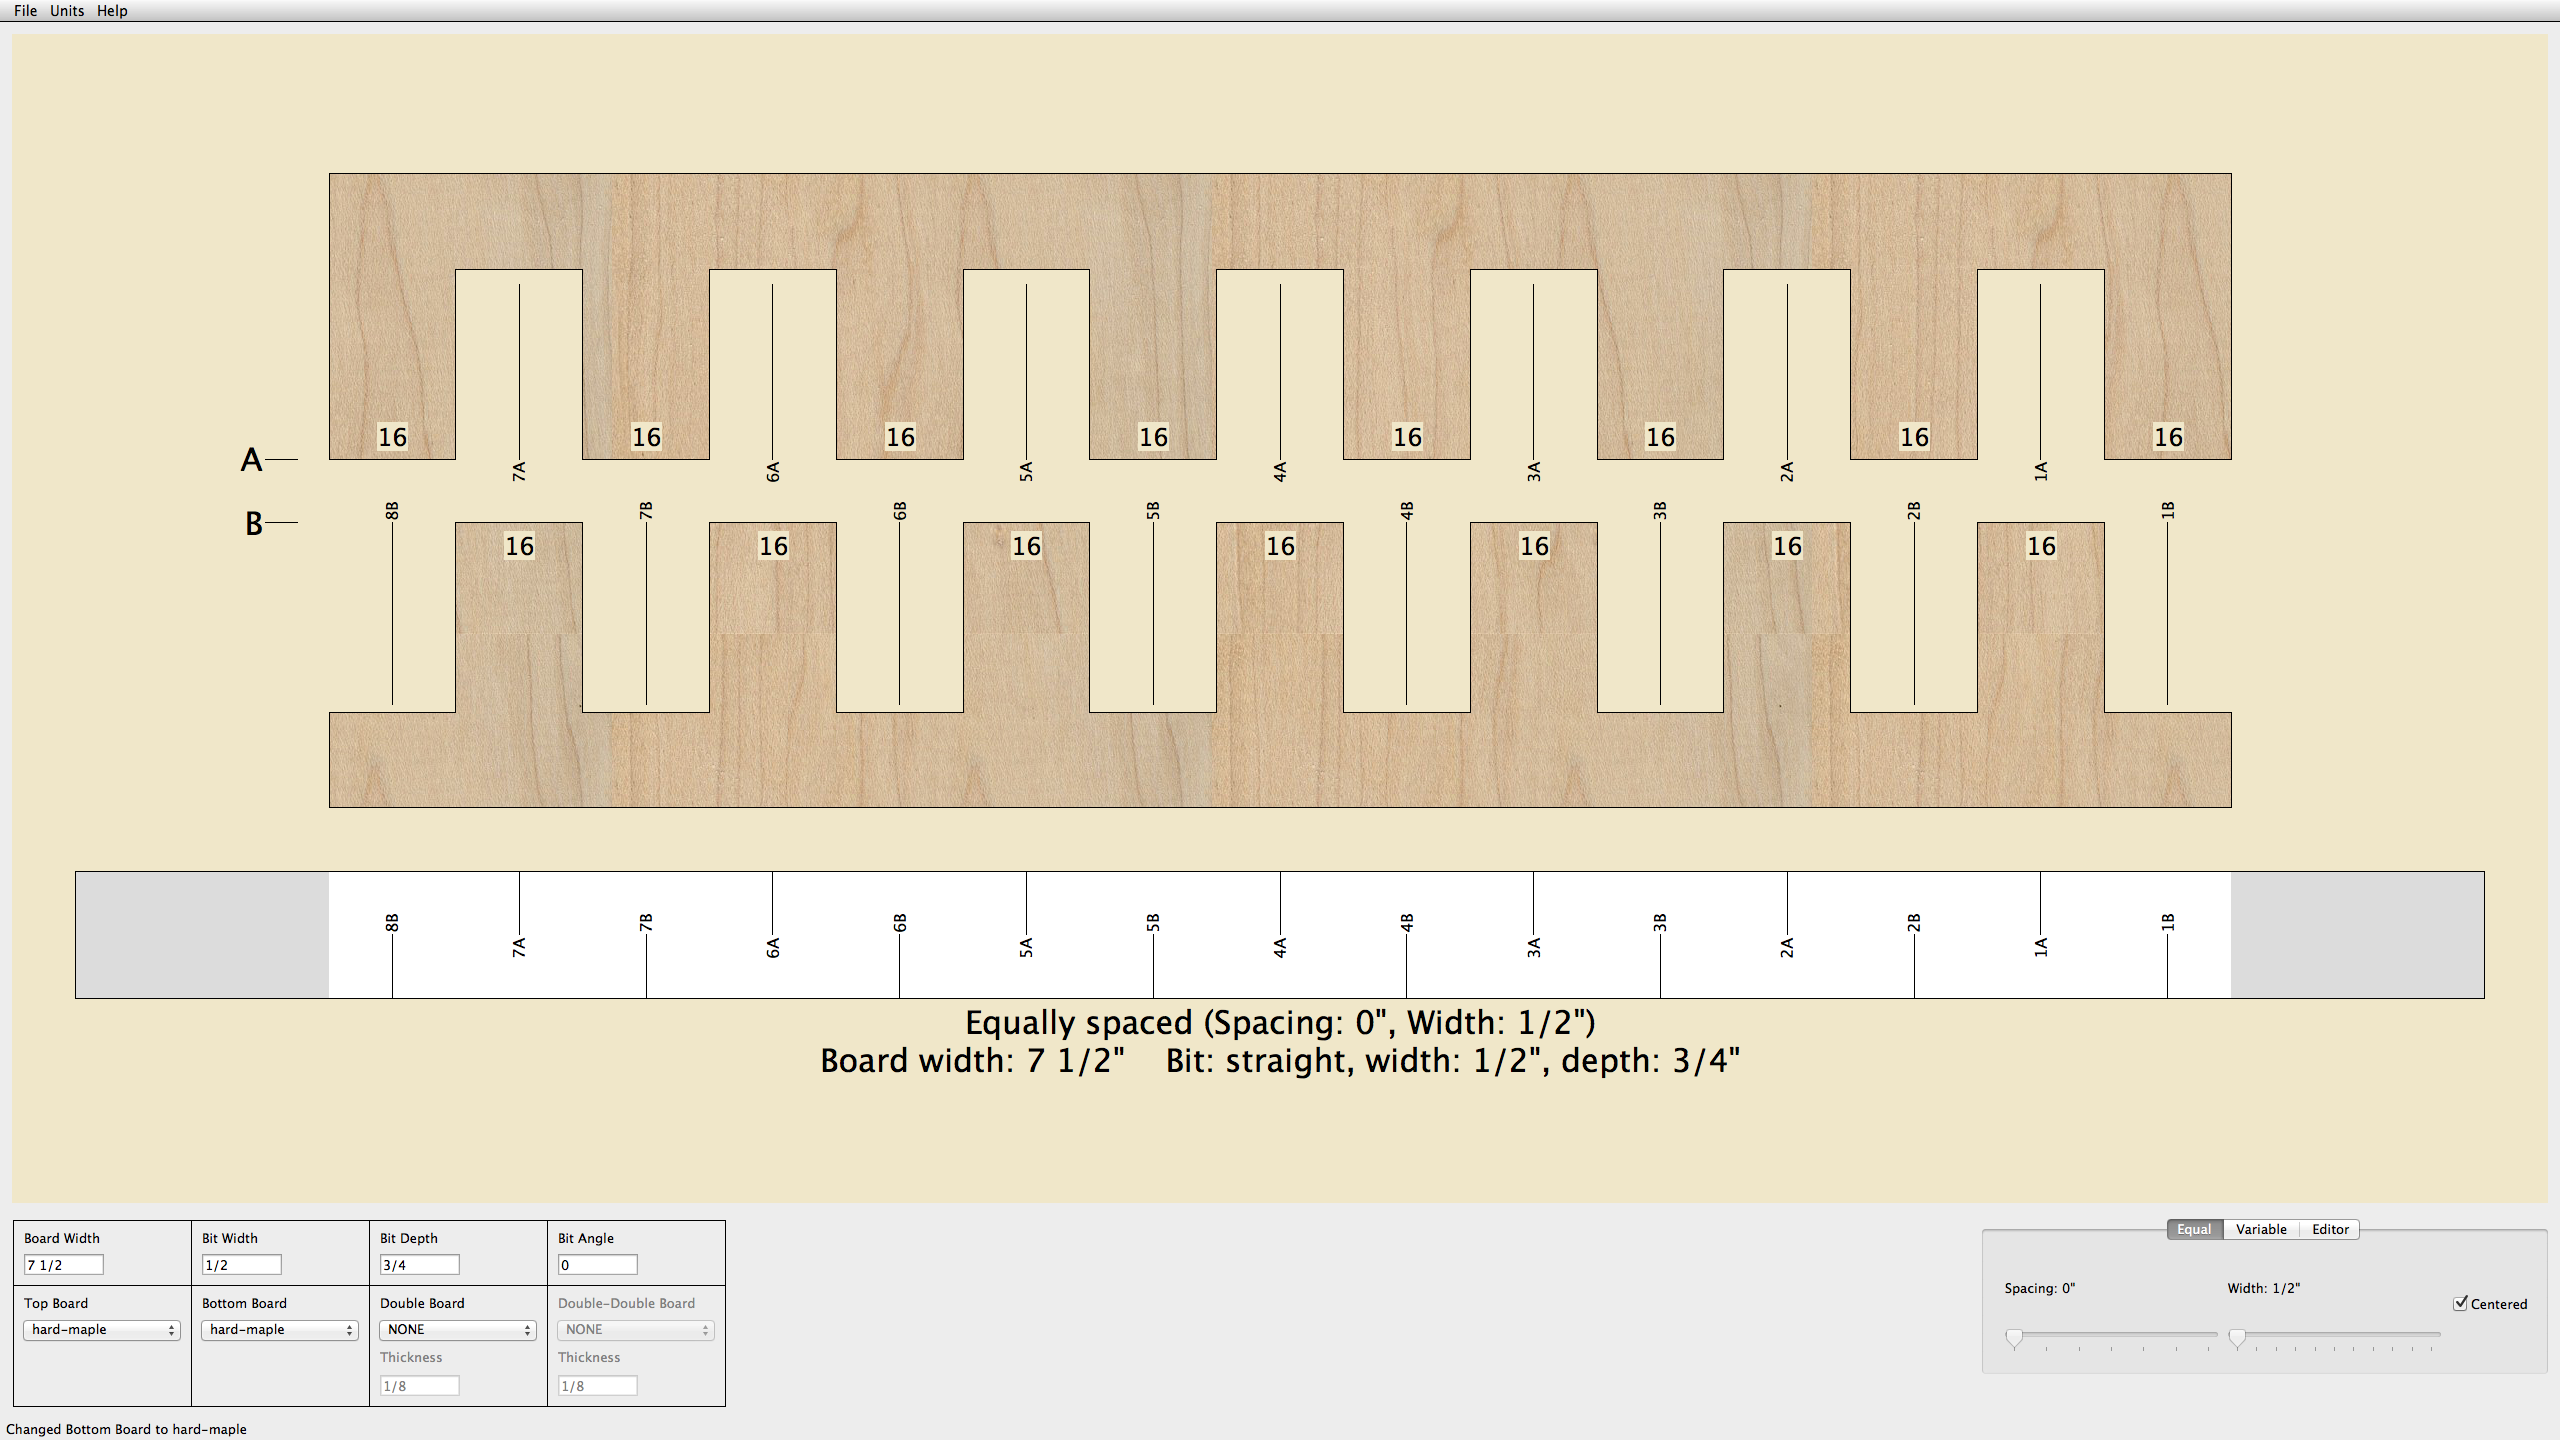 File Units Help
16 16 16 16 16 16 16 16
A
7A 6A 5A 4A 3A 2A 1A
8B 7B 6B 5B 4B 3B 2B 1B
B
16 16 16 16 16 16 16
8B 7B 6B 5B 4B 3B 2B 1B
7A 6A 5A 4A 3A 2A 1A
Equally spaced (Spacing: 0", Width: 1/2")
Board width: 7 1/2" Bit: straight, width: 1/2", depth: 3/4"
Board Width Bit Width Bit Depth Bit Angle
7 1/2 1/2 3/4 0
Top Board Bottom Board Double Board Double-Double Board
hard-maple hard-maple NONE NONE
Thickness Thickness
1/8 1/8
Equal Variable Editor
Spacing: 0" Width: 1/2"
Centered
Changed Bottom Board to hard-maple